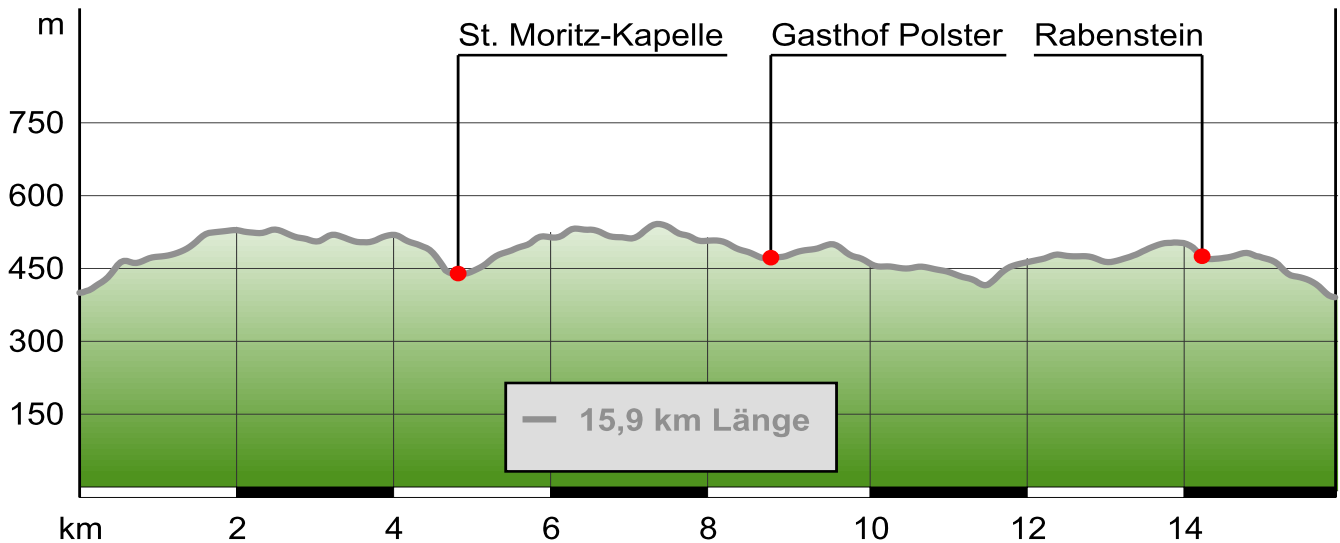 m
St. Moritz-Kapelle
Gasthof Polster
Rabenstein
750
600
450
300
150
15,9 km Länge
km 2 4 6 8 10 12 14